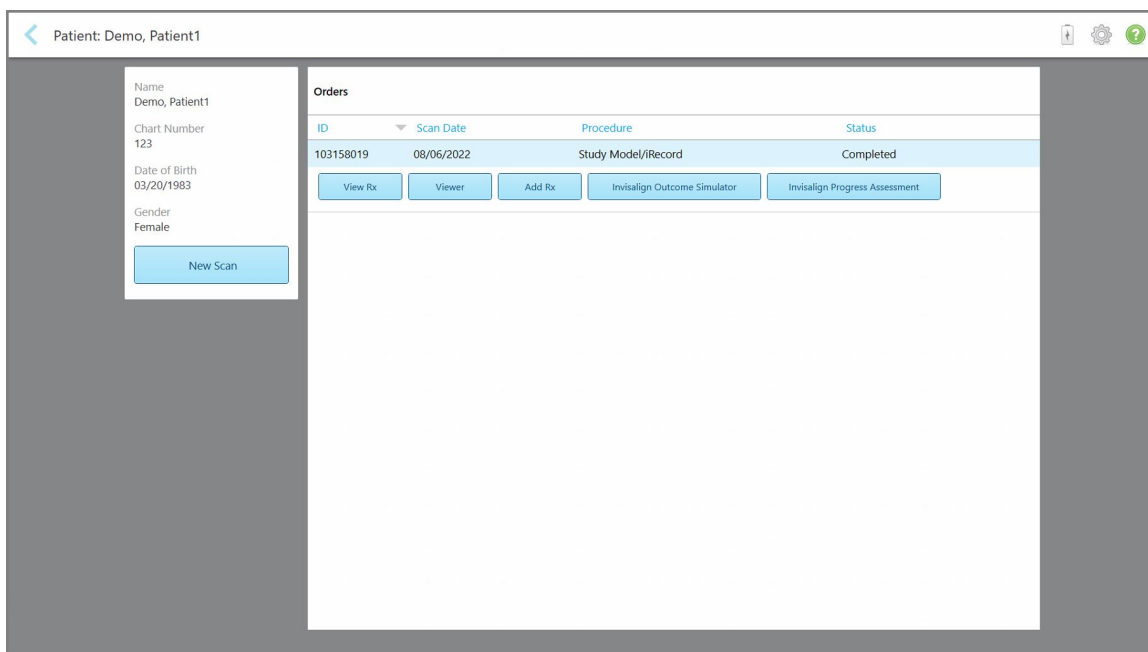 Patient: Demo, Patient1
?
Name
Demo, Patient1
Chart Number
123
Date of Birth
03/20/1983
Gender
Female
New Scan
Orders
ID Scan Date Procedure Status
103158019 08/06/2022 Study Model/iRecord Completed
View Rx Viewer Add Rx Invisalign Outcome Simulator Invisalign Progress Assessment